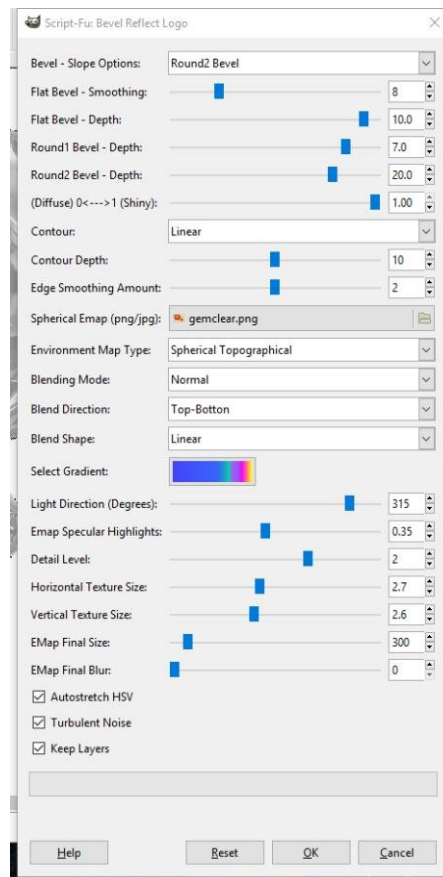 Script-Fu: Bevel Reflect Logo
Bevel - Slope Options: Round2 Bevel
Flat Bevel - Smoothing: 8
Flat Bevel - Depth: 10.0
Round1 Bevel - Depth: 7.0
Round2 Bevel - Depth: 20.0
(Diffuse) 0<--->1 (Shiny): 1.00
Contour: Linear
Contour Depth: 10
Edge Smoothing Amount: 2
Spherical Emap (png/jpg): gemclear.png
Environment Map Type: Spherical Topographical
Blending Mode: Normal
Blend Direction: Top-Botton
Blend Shape: Linear
Select Gradient:
Light Direction (Degrees): 315
Emap Specular Highlights: 0.35
Detail Level: 2
Horizontal Texture Size: 2.7
Vertical Texture Size: 2.6
EMap Final Size: 300
EMap Final Blur: 0
Autostretch HSV
Turbulent Noise
Keep Layers
Help Reset OK Cancel